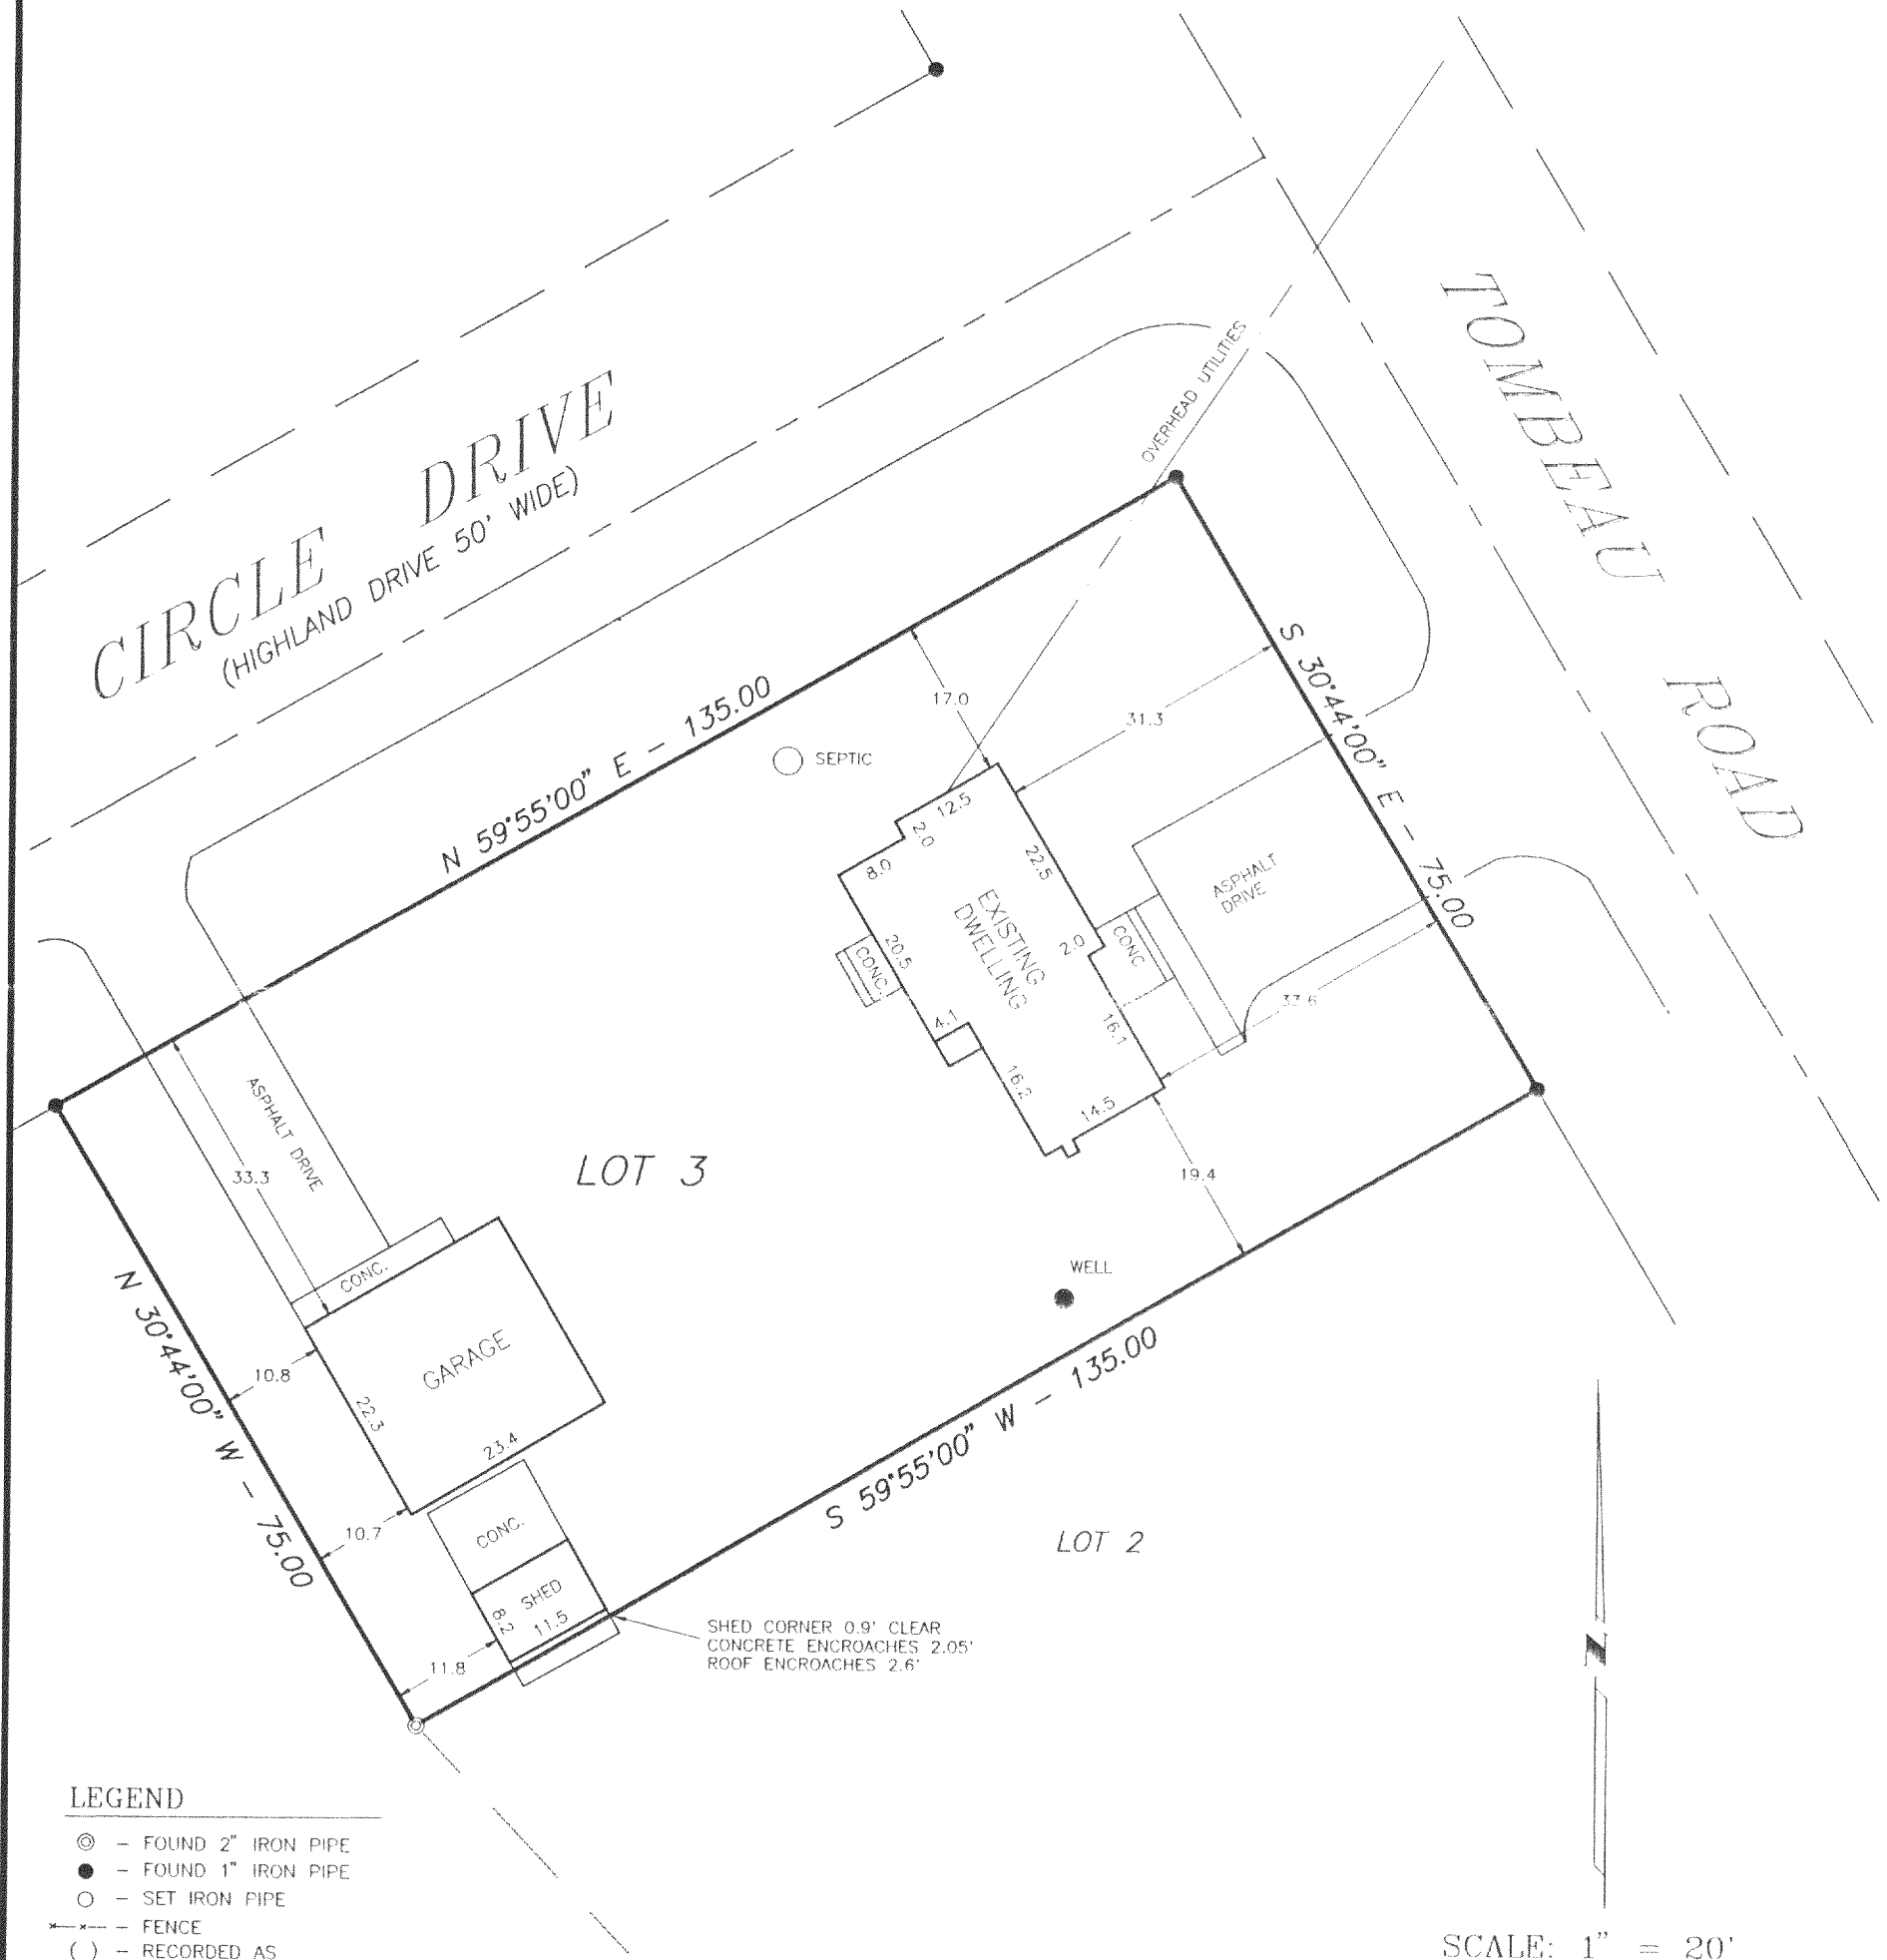 CIRCLE DRIVE
(HIGHLAND DRIVE 50' WIDE)
TOMBEAU ROAD
OVERHEAD UTILITIES
N 59°55'00" E - 135.00
S 30°44'00" E - 75.00
17.0
31.3
SEPTIC
12.5
2.0
8.0
22.5
EXISTING
DWELLING
ASPHALT
DRIVE
20.5
CONC.
2.0
CONC.
4.1
16.1
33.6
16.2
14.5
19.4
ASPHALT DRIVE
33.3
LOT 3
WELL
CONC.
GARAGE
N 30°44'00" W - 75.00
10.8
22.3
23.4
10.7
CONC.
SHED
8.2
11.5
11.8
S 59°55'00" W - 135.00
LOT 2
SHED CORNER 0.9' CLEAR
CONCRETE ENCROACHES 2.05'
ROOF ENCROACHES 2.6'
N
LEGEND
◎ - FOUND 2" IRON PIPE
● - FOUND 1" IRON PIPE
○ - SET IRON PIPE
x—x— - FENCE
( ) - RECORDED AS
SCALE: 1" = 20'